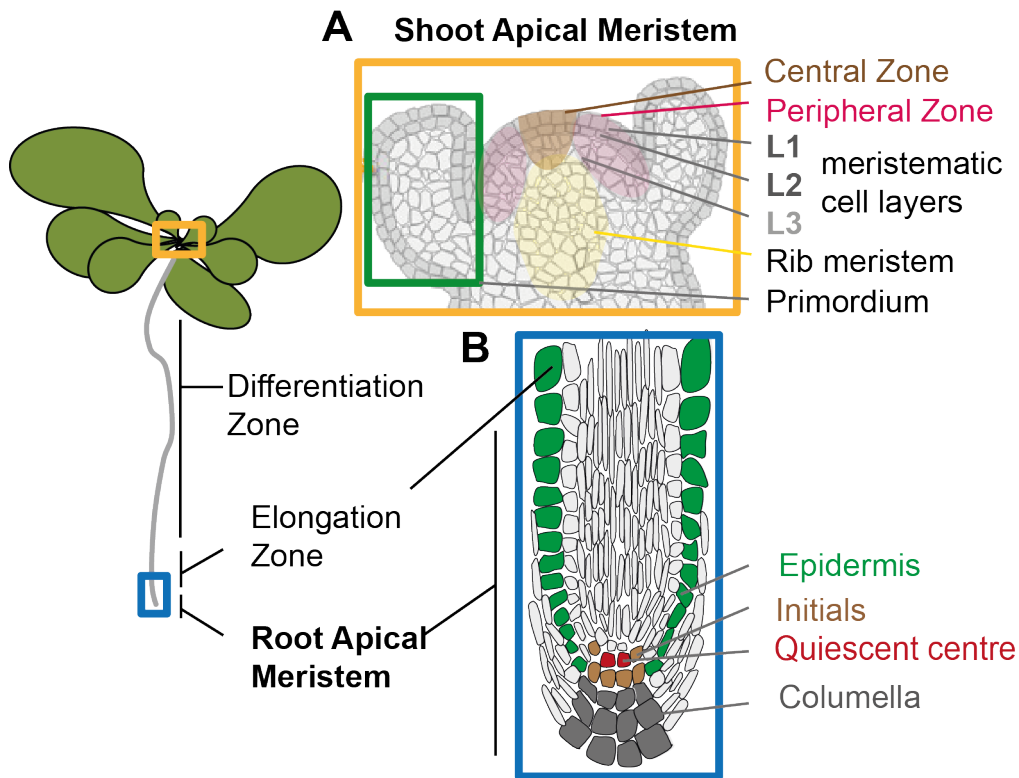 A
Shoot Apical Meristem
Central Zone
Peripheral Zone
L1
L2
L3
meristematic
cell layers
Rib meristem
Primordium
B
Differentiation
Zone
Elongation
Zone
Root Apical
Meristem
Epidermis
Initials
Quiescent centre
Columella